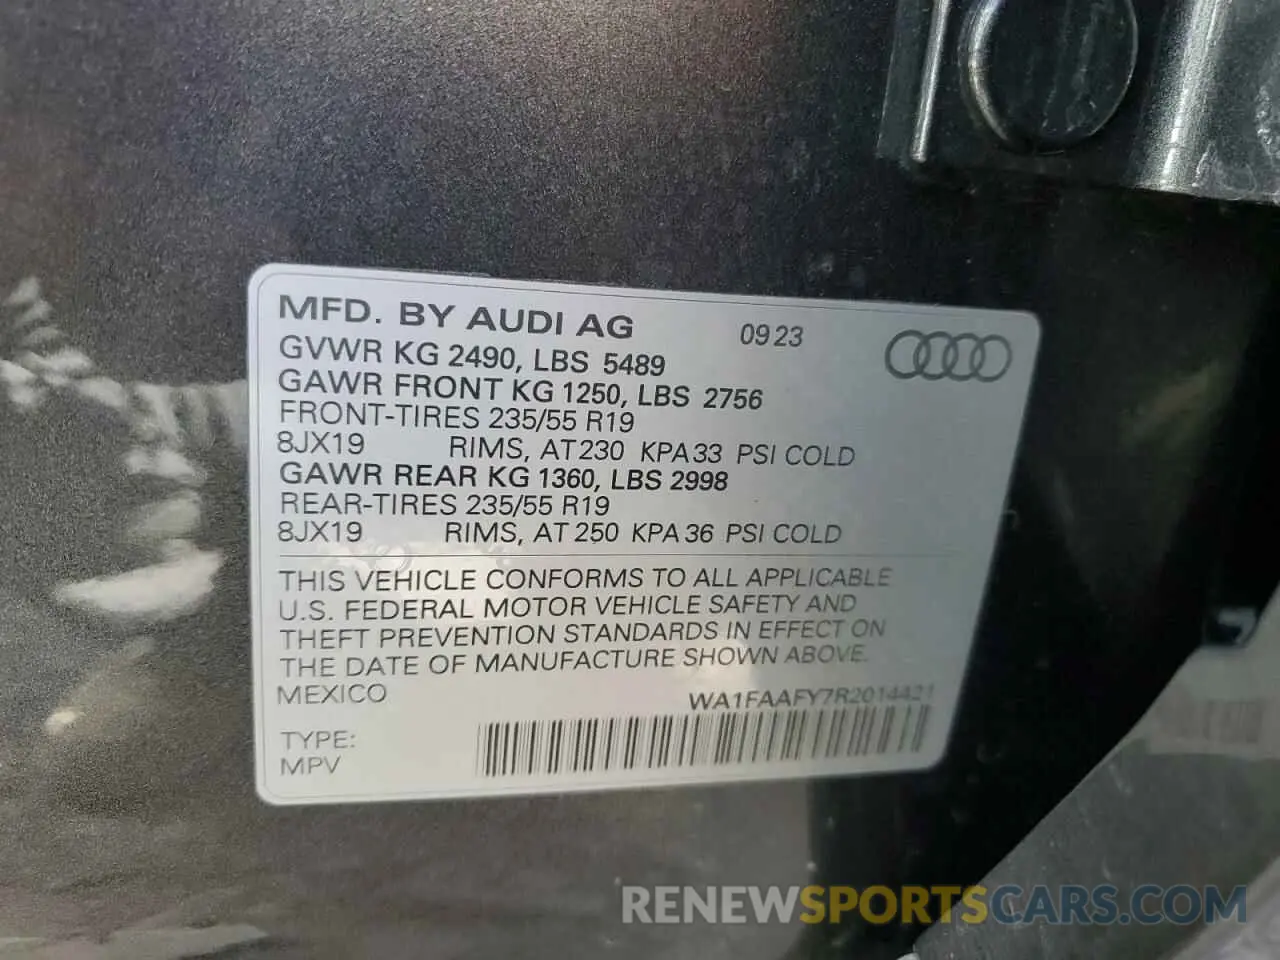 MFD. BY AUDI AG 0923
GVWR KG 2490, LBS 5489
GAWR FRONT KG 1250, LBS 2756
FRONT-TIRES 235/55 R19
8JX19 RIMS, AT 230 KPA 33 PSI COLD
GAWR REAR KG 1360, LBS 2998
REAR-TIRES 235/55 R19
8JX19 RIMS, AT 250 KPA 36 PSI COLD
THIS VEHICLE CONFORMS TO ALL APPLICABLE
U.S. FEDERAL MOTOR VEHICLE SAFETY AND
THEFT PREVENTION STANDARDS IN EFFECT ON
THE DATE OF MANUFACTURE SHOWN ABOVE.
MEXICO WA1FAAFY7R2014421
TYPE:
MPV
RENEWSPORTSCARS.COM